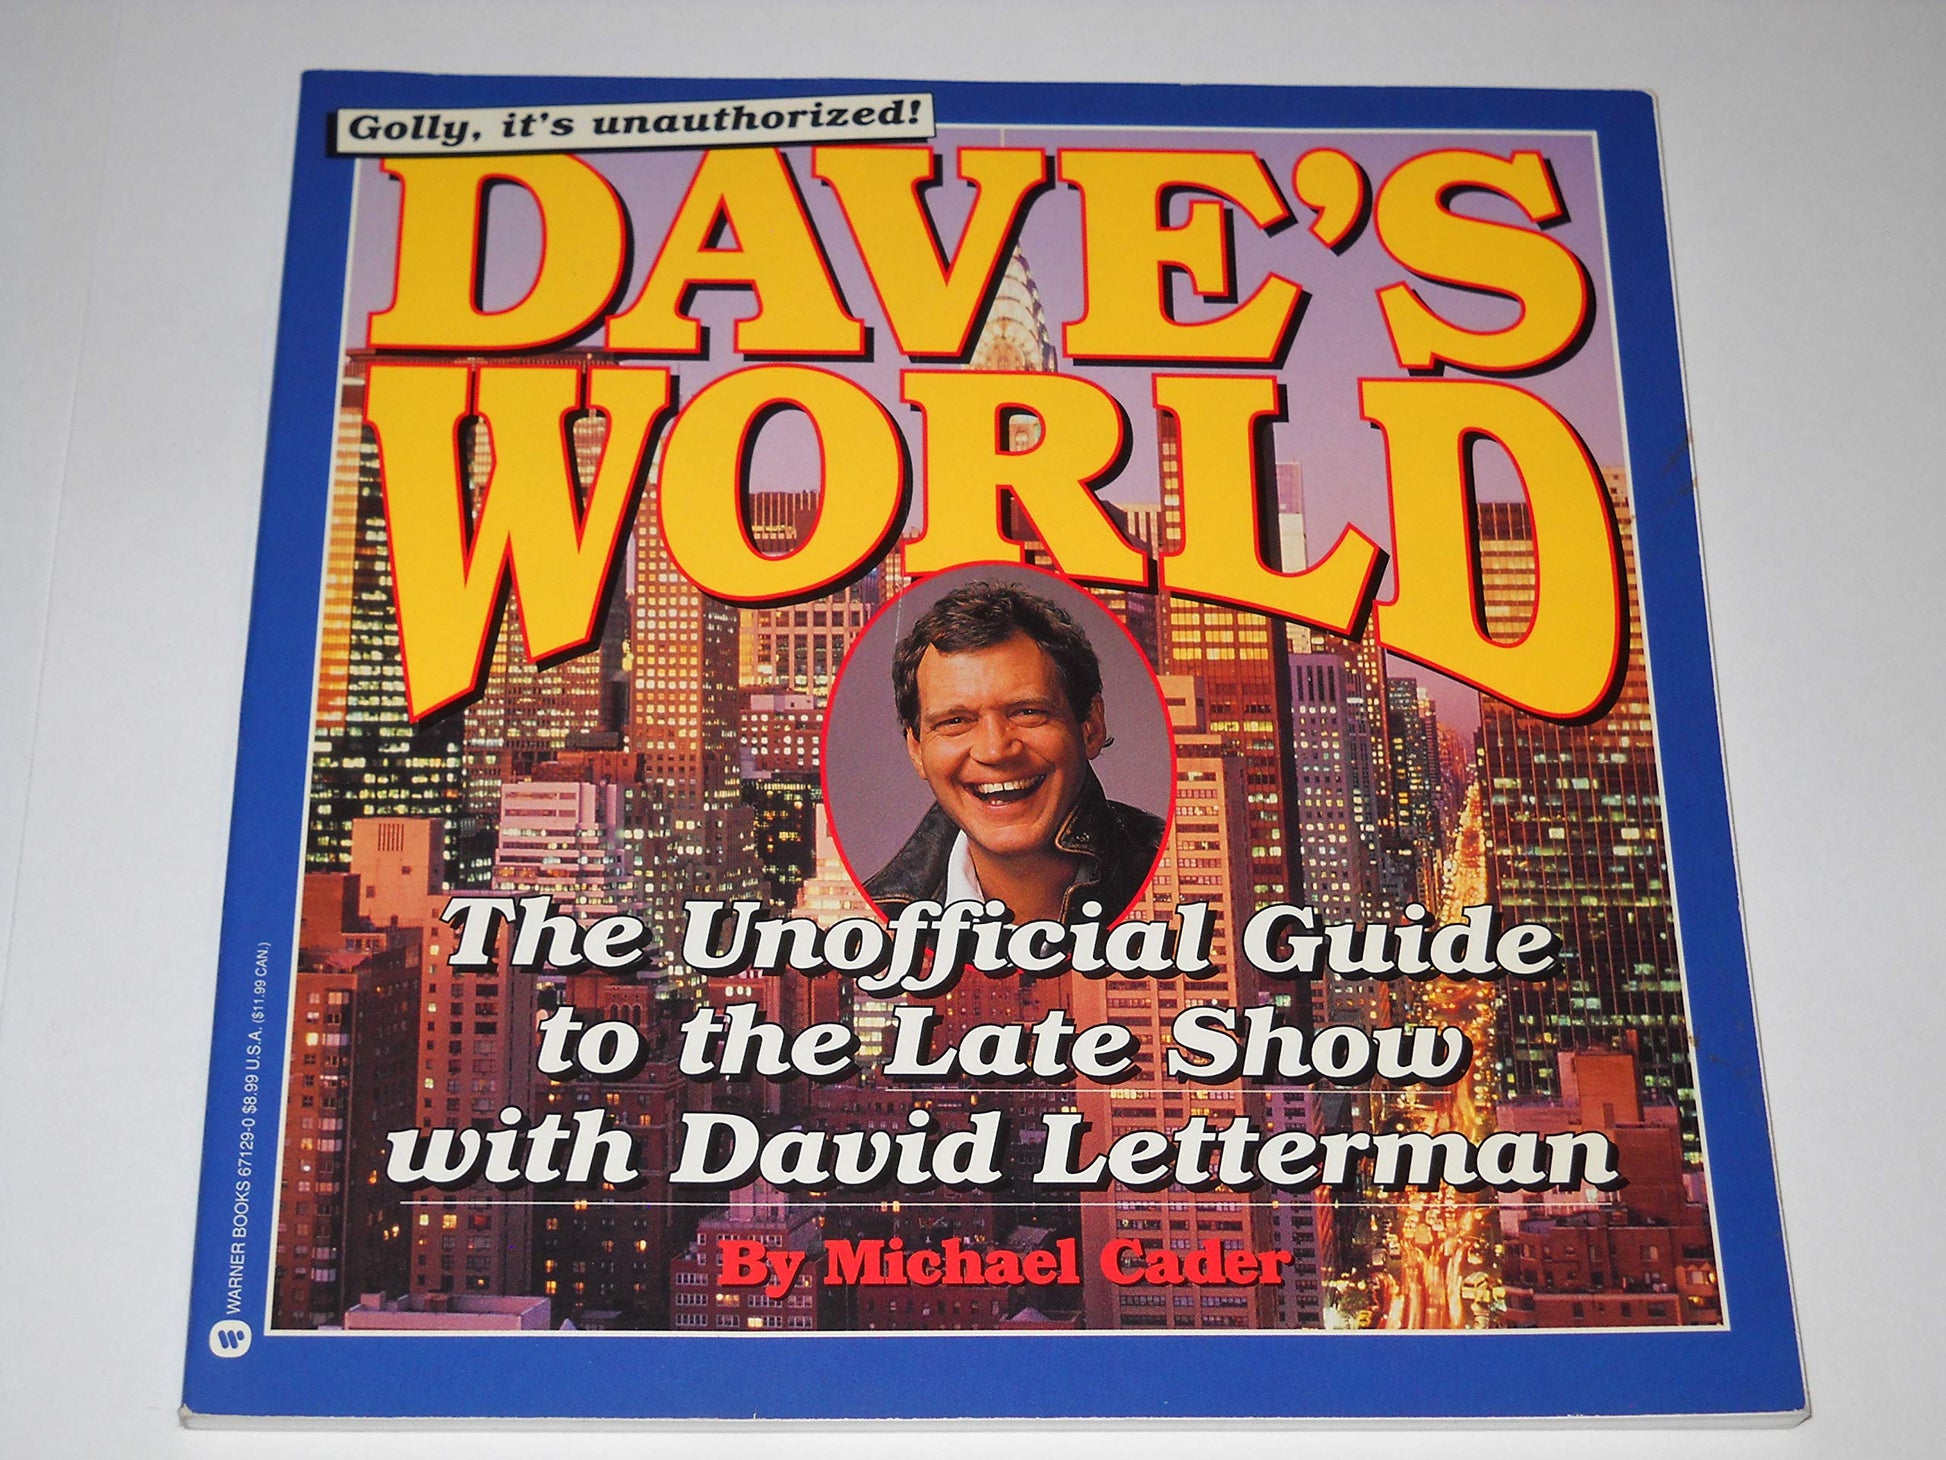 Golly, it's unauthorized!
DAVE'S
WORLD
The Unofficial Guide
to the Late Show
with David Letterman
By Michael Cader
WARNER BOOKS 67129-0 $8.99 U.S.A. ($11.99 CAN.)